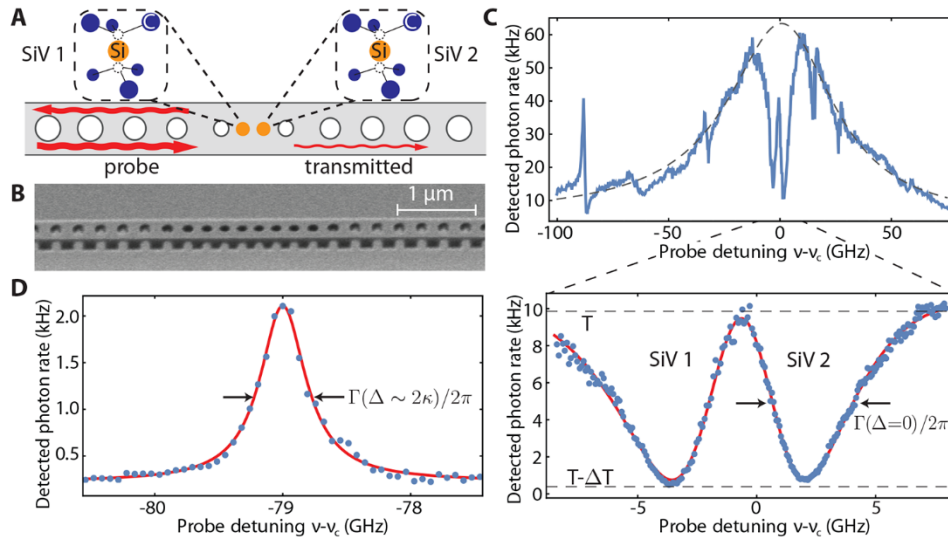 A
SiV 1
Si
Si
SiV 2
probe
transmitted
B
1 μm
C
Detected photon rate (kHz)
60
50
40
30
20
10
-100
-50
0
50
Probe detuning ν-νc (GHz)
D
Detected photon rate (kHz)
2.0
1.5
1.0
0.5
Γ(Δ ∼ 2κ)/2π
-80
-79
-78
Probe detuning ν-νc (GHz)
Detected photon rate (kHz)
10
8
6
4
2
0
T
SiV 1
SiV 2
Γ(Δ=0)/2π
T-ΔT
-5
0
5
Probe detuning ν-νc (GHz)